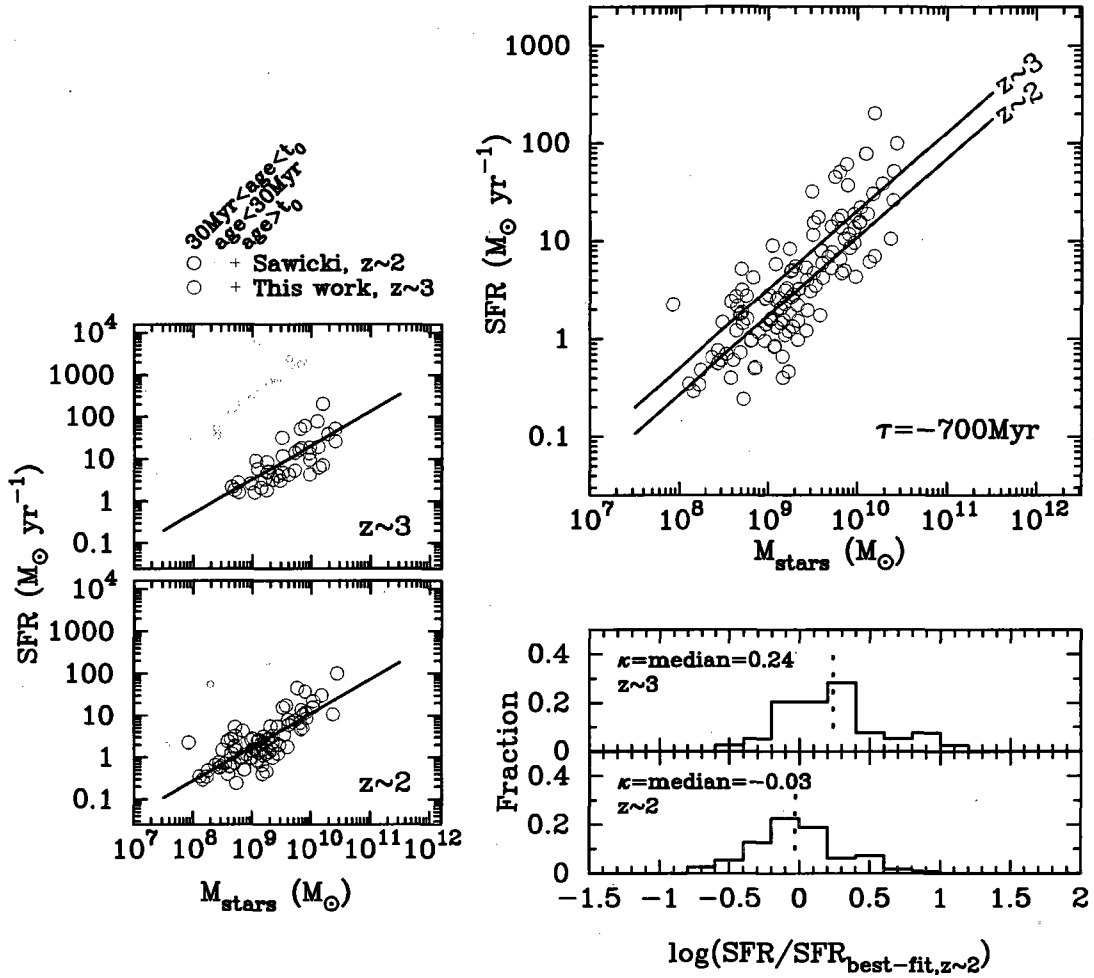 30Myr<age<t₀
age<30Myr
age>t₀
○ + Sawicki, z~2
○ + This work, z~3
10⁴
1000
100
10
1
0.1
z~3
10⁴
1000
100
10
1
0.1
z~2
SFR (M⊙ yr⁻¹)
10⁷ 10⁸ 10⁹ 10¹⁰ 10¹¹ 10¹²
Mstars (M⊙)
1000
100
10
1
0.1
SFR (M⊙ yr⁻¹)
z~3
z~2
τ=−700Myr
10⁷ 10⁸ 10⁹ 10¹⁰ 10¹¹ 10¹²
Mstars (M⊙)
0.4
0.2
0
κ=median=0.24
z~3
0.4
0.2
0
κ=median=−0.03
z~2
Fraction
−1.5 −1 −0.5 0 0.5 1 1.5 2
log(SFR/SFRbest−fit,z~2)